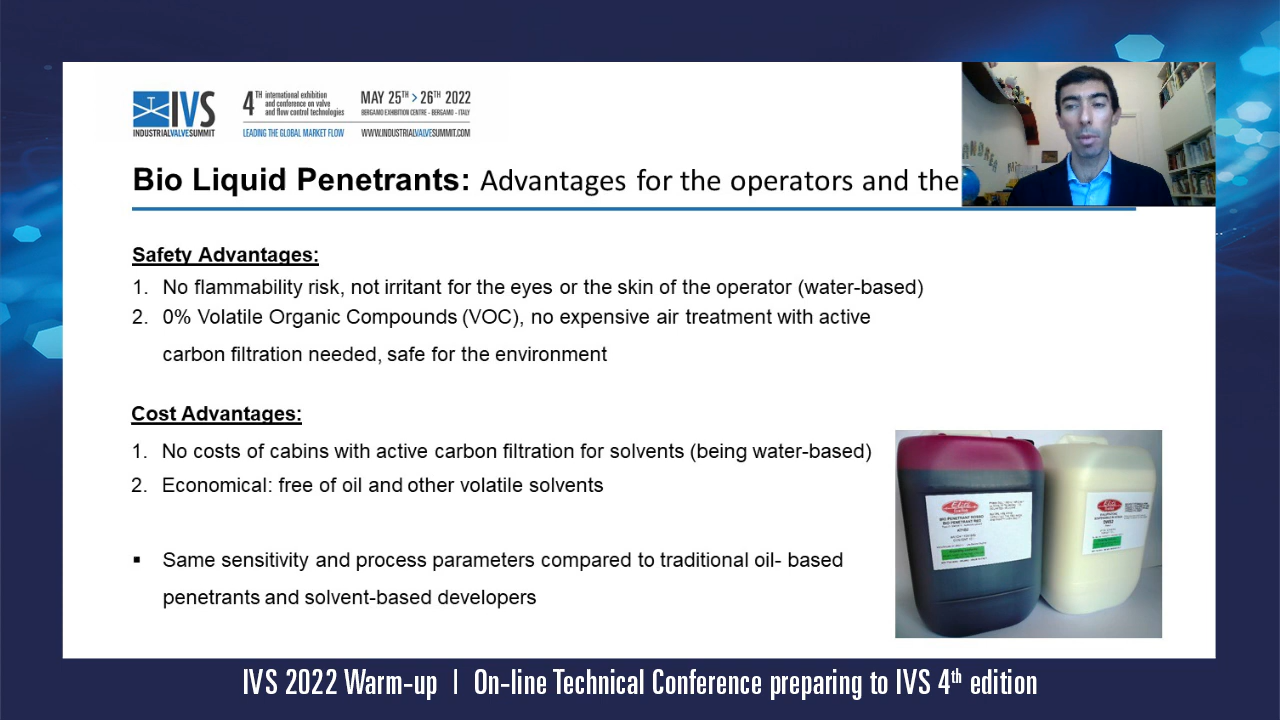 IVS
INDUSTRIALVALVESUMMIT
4TH international exhibition
and conference on valve
and flow control technologies
LEADING THE GLOBAL MARKET FLOW
MAY 25TH > 26TH 2022
BERGAMO EXHIBITION CENTRE - BERGAMO - ITALY
WWW.INDUSTRIALVALVESUMMIT.COM
Bio Liquid Penetrants: Advantages for the operators and the
Safety Advantages:
1. No flammability risk, not irritant for the eyes or the skin of the operator (water-based)
2. 0% Volatile Organic Compounds (VOC), no expensive air treatment with active
carbon filtration needed, safe for the environment
Cost Advantages:
1. No costs of cabins with active carbon filtration for solvents (being water-based)
2. Economical: free of oil and other volatile solvents
▪ Same sensitivity and process parameters compared to traditional oil- based
penetrants and solvent-based developers
Elite
BIO PENETRANT RED
IVS 2022 Warm-up | On-line Technical Conference preparing to IVS 4th edition